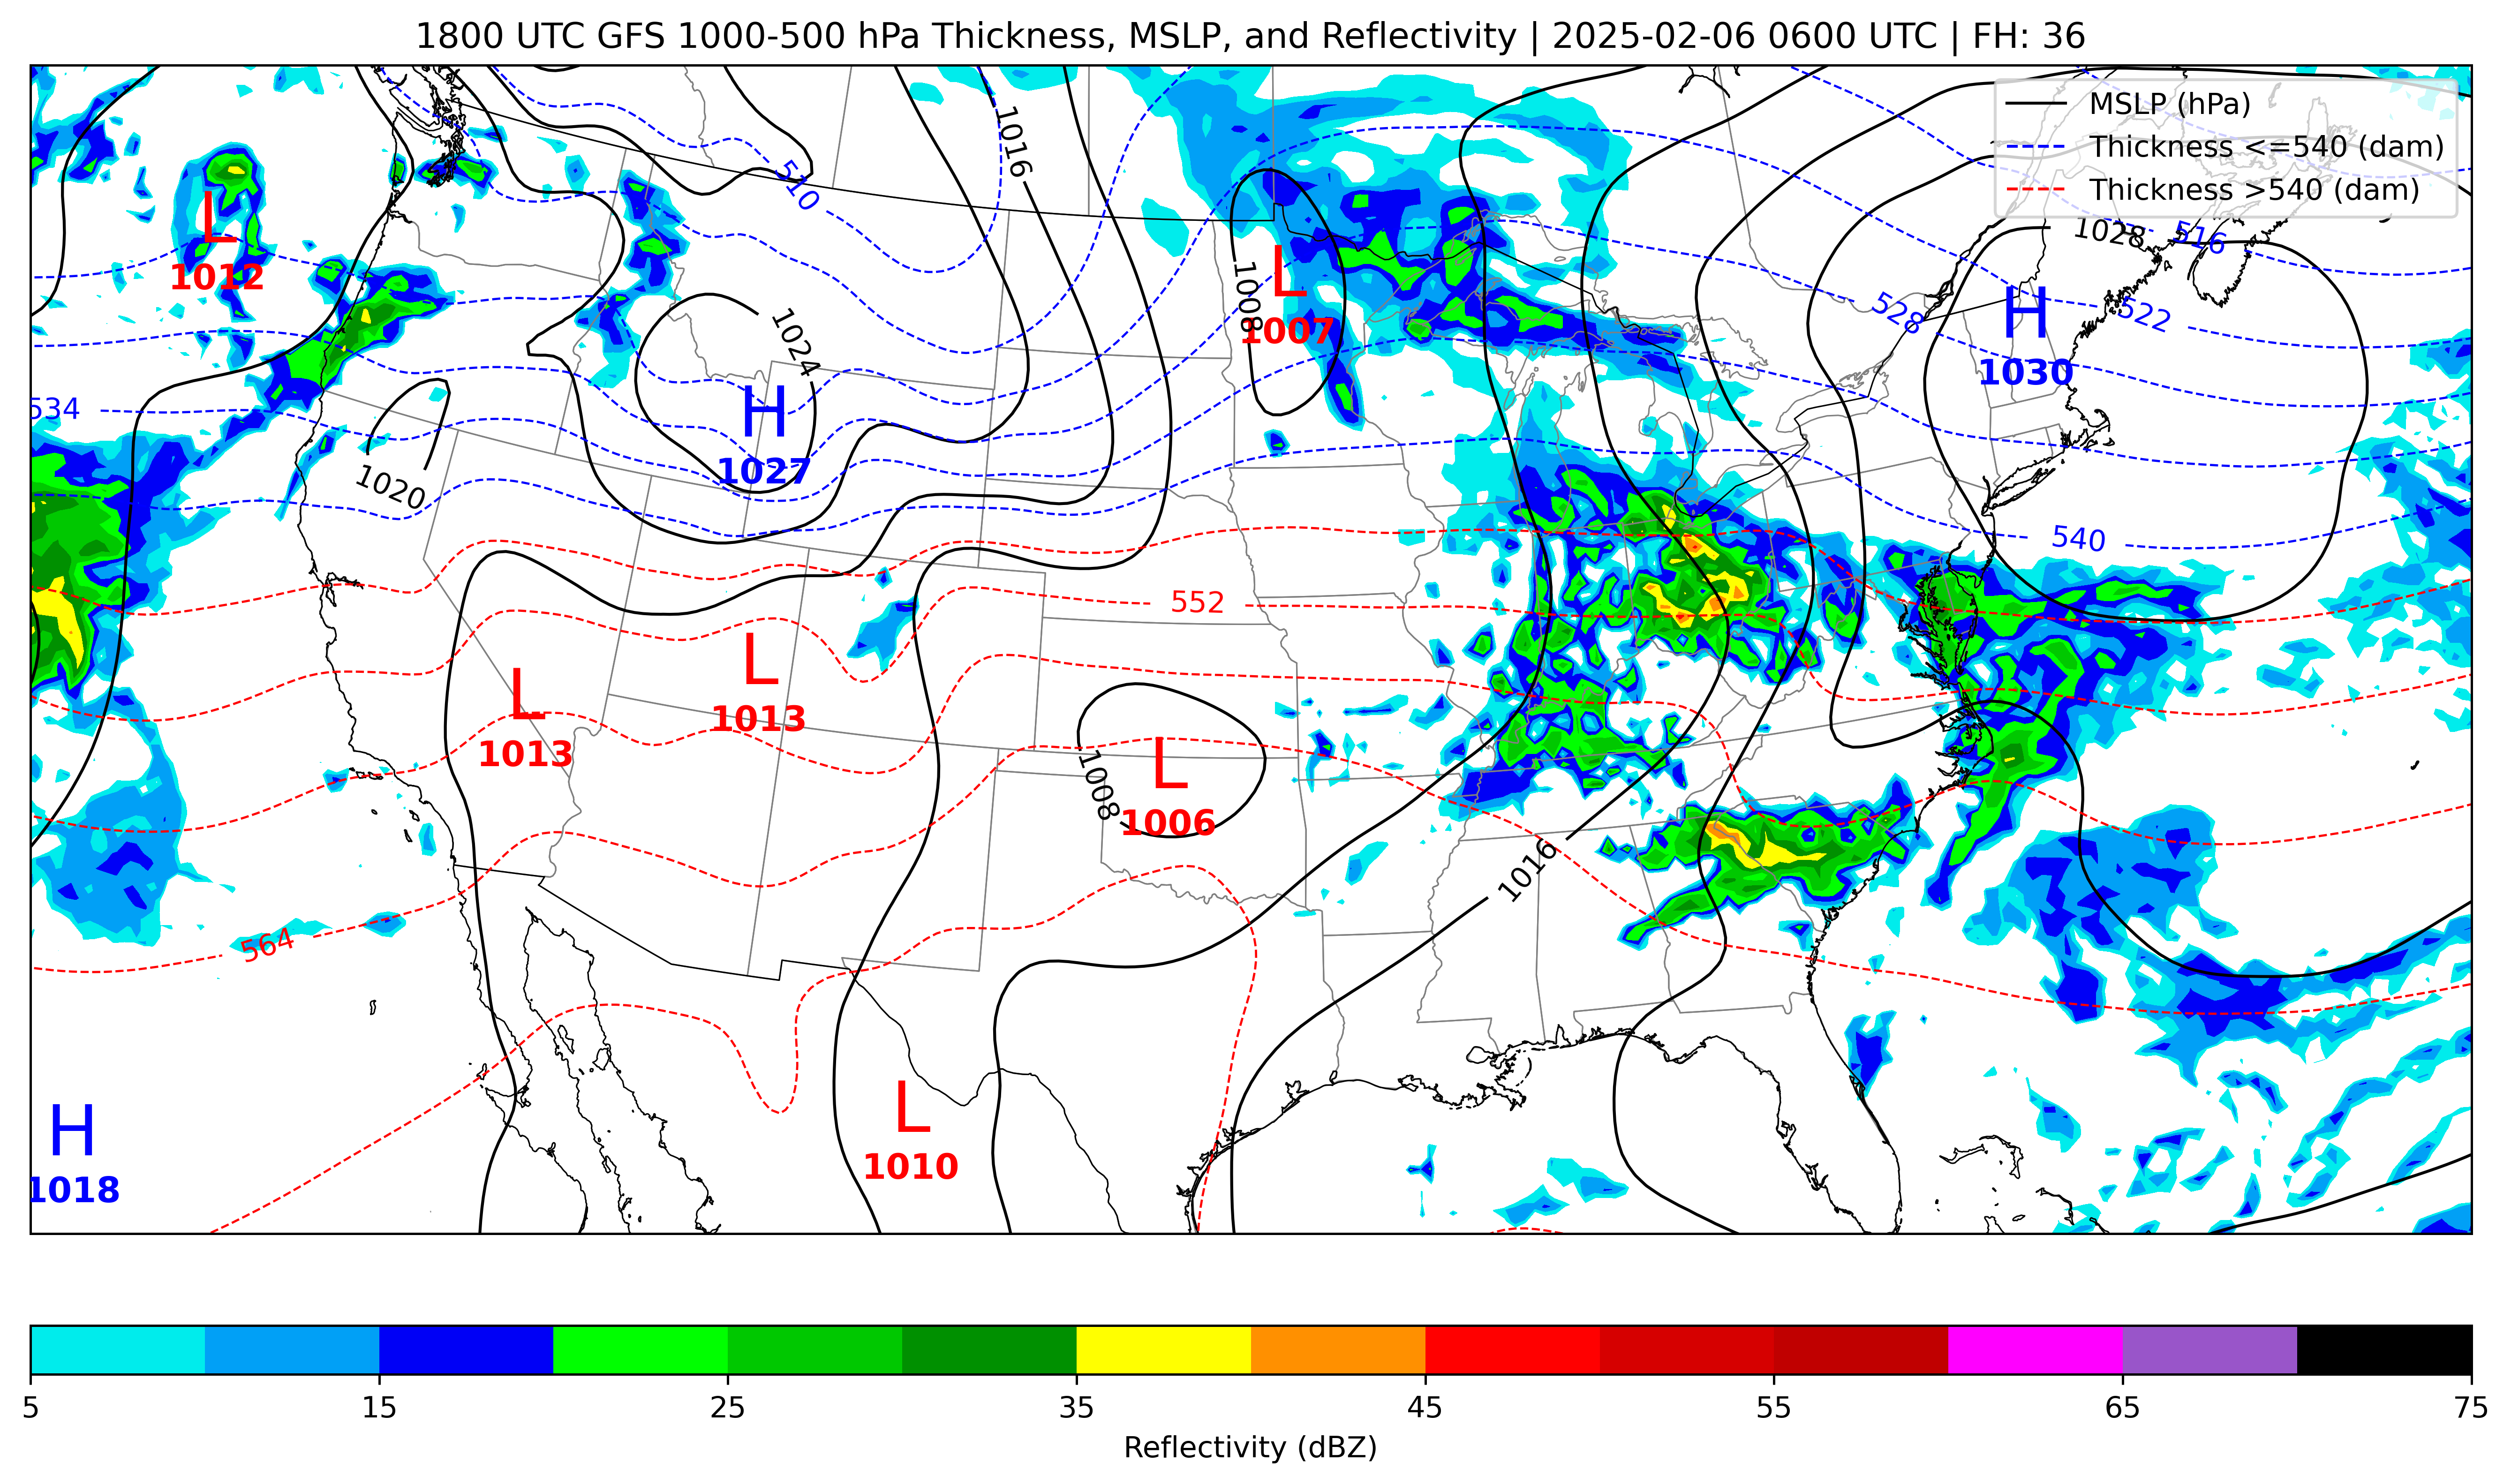 1800 UTC GFS 1000-500 hPa Thickness, MSLP, and Reflectivity | 2025-02-06 0600 UTC | FH: 36
MSLP (hPa)
Thickness <=540 (dam)
Thickness >540 (dam)
1016
510
L
1012
1008
L
1007
1028
516
H
1030
522
528
1024
H
1027
534
1020
540
552
L
1013
L
1013
L
1006
1008
1016
564
L
1010
H
1018
5
15
25
35
45
55
65
75
Reflectivity (dBZ)